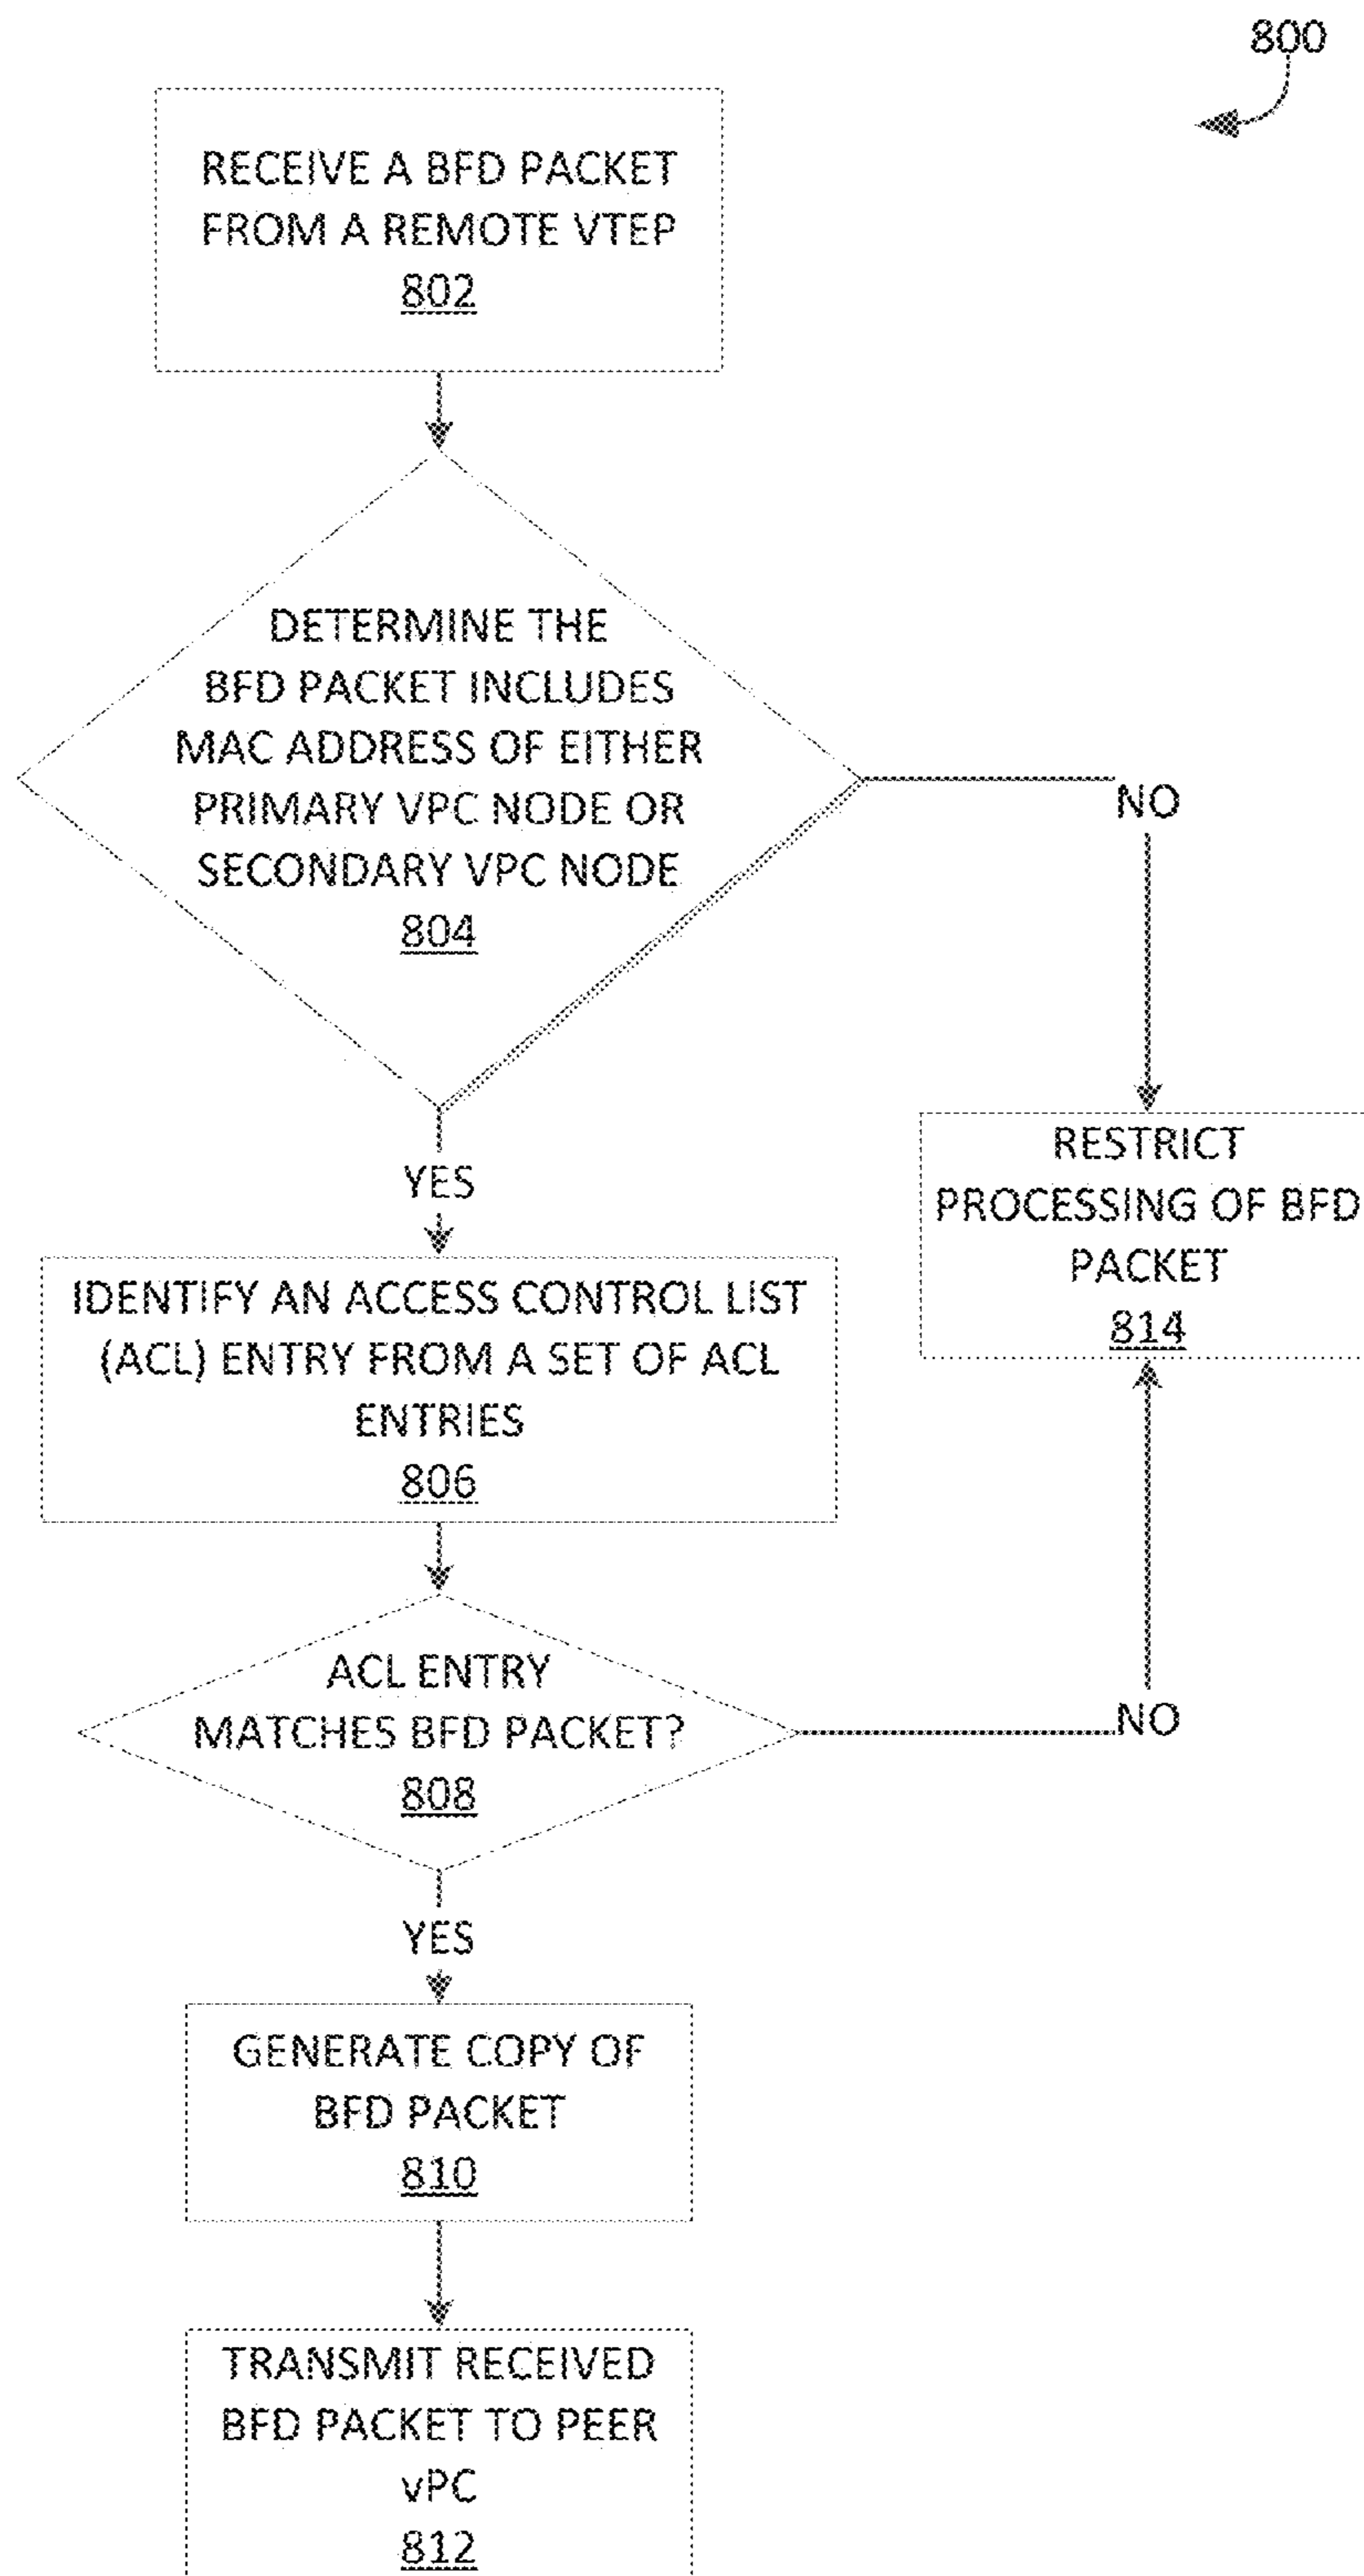 800
RECEIVE A BFD PACKET
FROM A REMOTE VTEP
802
DETERMINE THE
BFD PACKET INCLUDES
MAC ADDRESS OF EITHER
PRIMARY VPC NODE OR
SECONDARY VPC NODE
804
NO
YES
RESTRICT
PROCESSING OF BFD
PACKET
814
IDENTIFY AN ACCESS CONTROL LIST
(ACL) ENTRY FROM A SET OF ACL
ENTRIES
806
ACL ENTRY
MATCHES BFD PACKET?
808
NO
YES
GENERATE COPY OF
BFD PACKET
810
TRANSMIT RECEIVED
BFD PACKET TO PEER
vPC
812